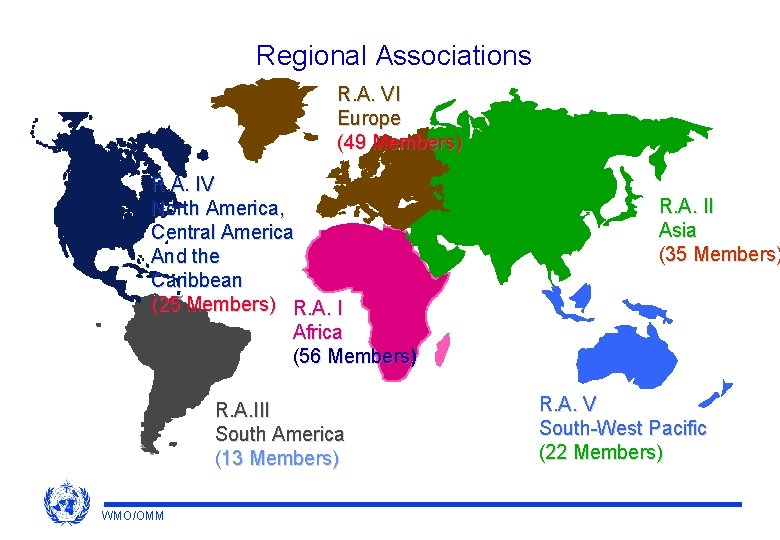 Regional Associations
R.A. VI
Europe
(49 Members)
R.A. IV
North America,
Central America
And the
Caribbean
(25 Members)
R.A. II
Asia
(35 Members)
R.A. I
Africa
(56 Members)
R.A.III
South America
(13 Members)
R.A. V
South-West Pacific
(22 Members)
WMO/OMM